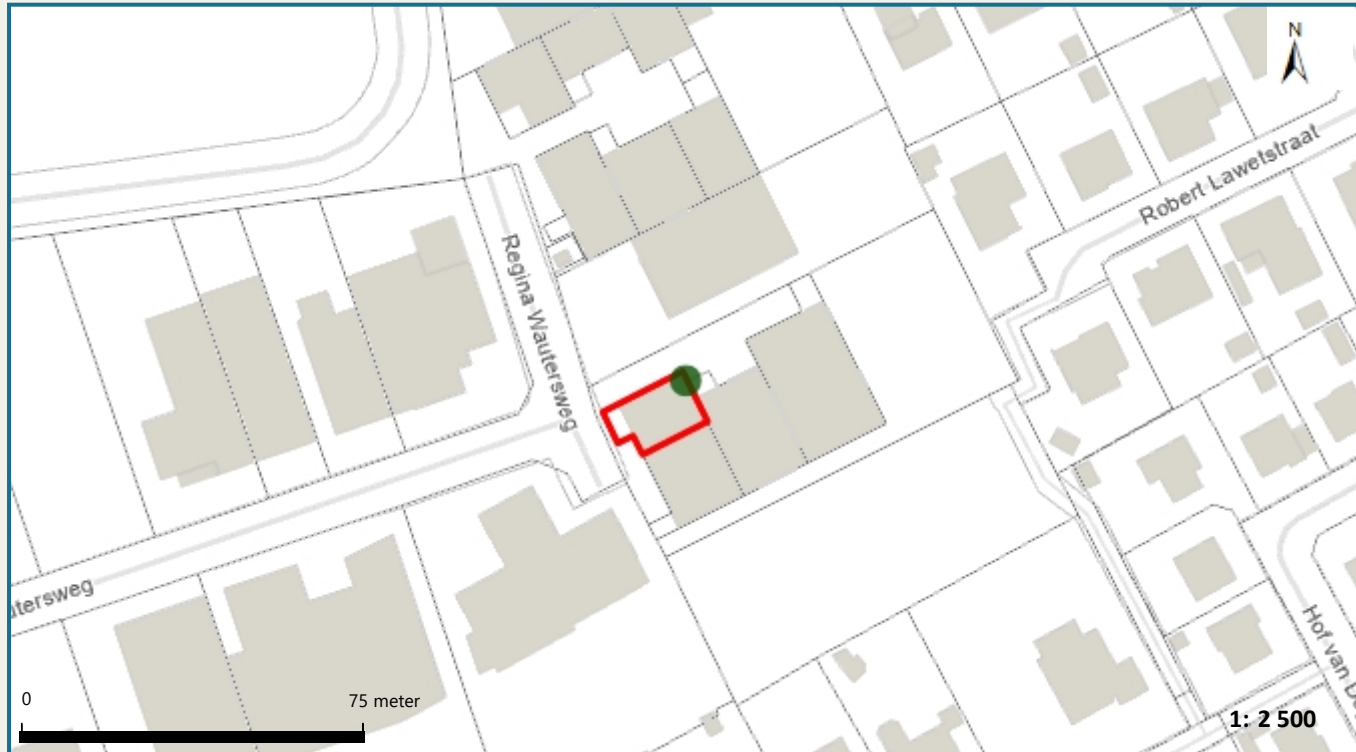 N
Robert Lawetstraat
Regina Wautersweg
utersweg
Hof van D
0 75 meter
1: 2 500